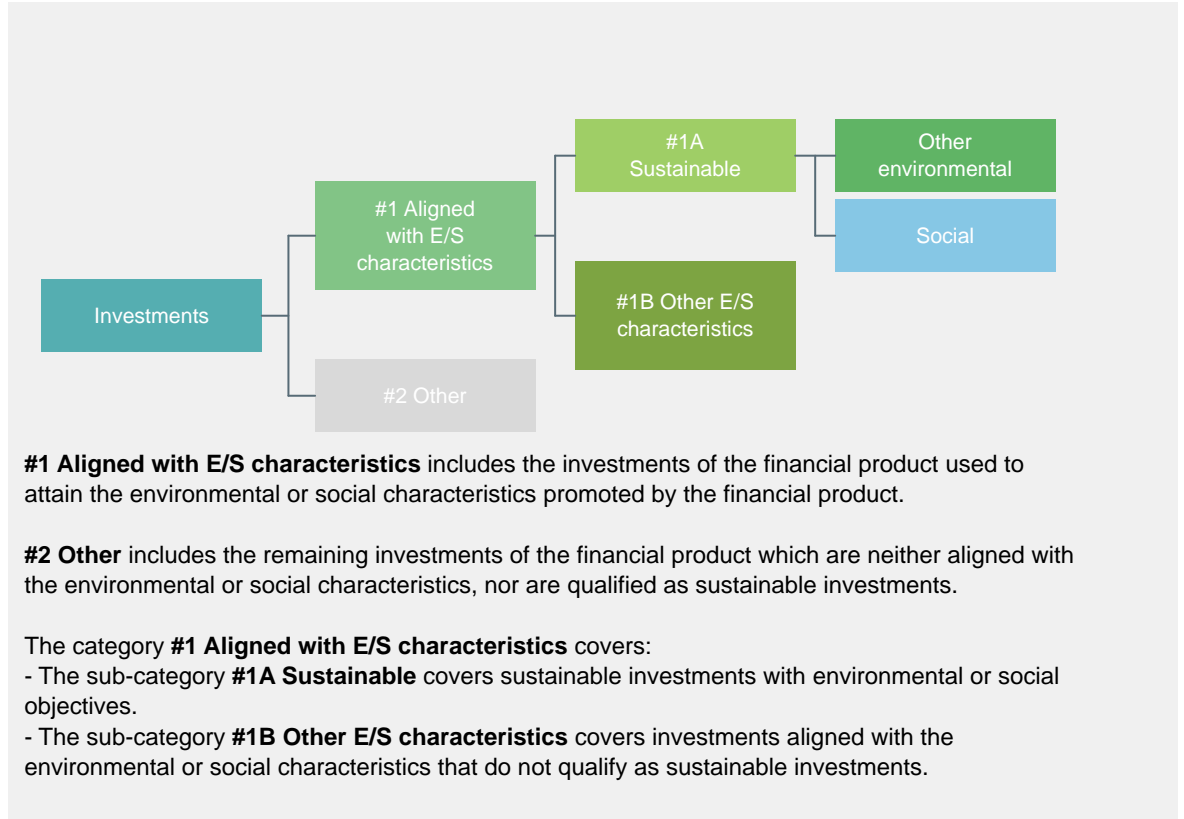 #1A
Sustainable
Other
environmental
#1 Aligned
with E/S
characteristics
Social
Investments
#1B Other E/S
characteristics
#2 Other
#1 Aligned with E/S characteristics includes the investments of the financial product used to
attain the environmental or social characteristics promoted by the financial product.
#2 Other includes the remaining investments of the financial product which are neither aligned with
the environmental or social characteristics, nor are qualified as sustainable investments.
The category #1 Aligned with E/S characteristics covers:
- The sub-category #1A Sustainable covers sustainable investments with environmental or social
objectives.
- The sub-category #1B Other E/S characteristics covers investments aligned with the
environmental or social characteristics that do not qualify as sustainable investments.